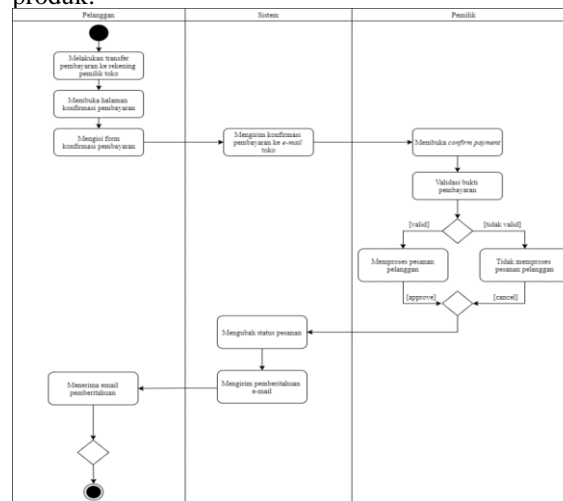 produk.
Pelanggan
Sistem
Pemilik
Melakukan transfer
pembayaran ke rekening
pemilik toko
Membuka halaman
konfirmasi pembayaran
Mengisi form
konfirmasi pembayaran
Mengirim konfirmasi
pembayaran ke e-mail
toko
Membuka confirm payment
Validasi bukti
pembayaran
[valid]
[tidak valid]
Memproses pesanan
pelanggan
Tidak memproses
pesanan pelanggan
[approve]
[cancel]
Mengubah status pesanan
Mengirim pemberitahuan
e-mail
Menerima email
pemberitahuan